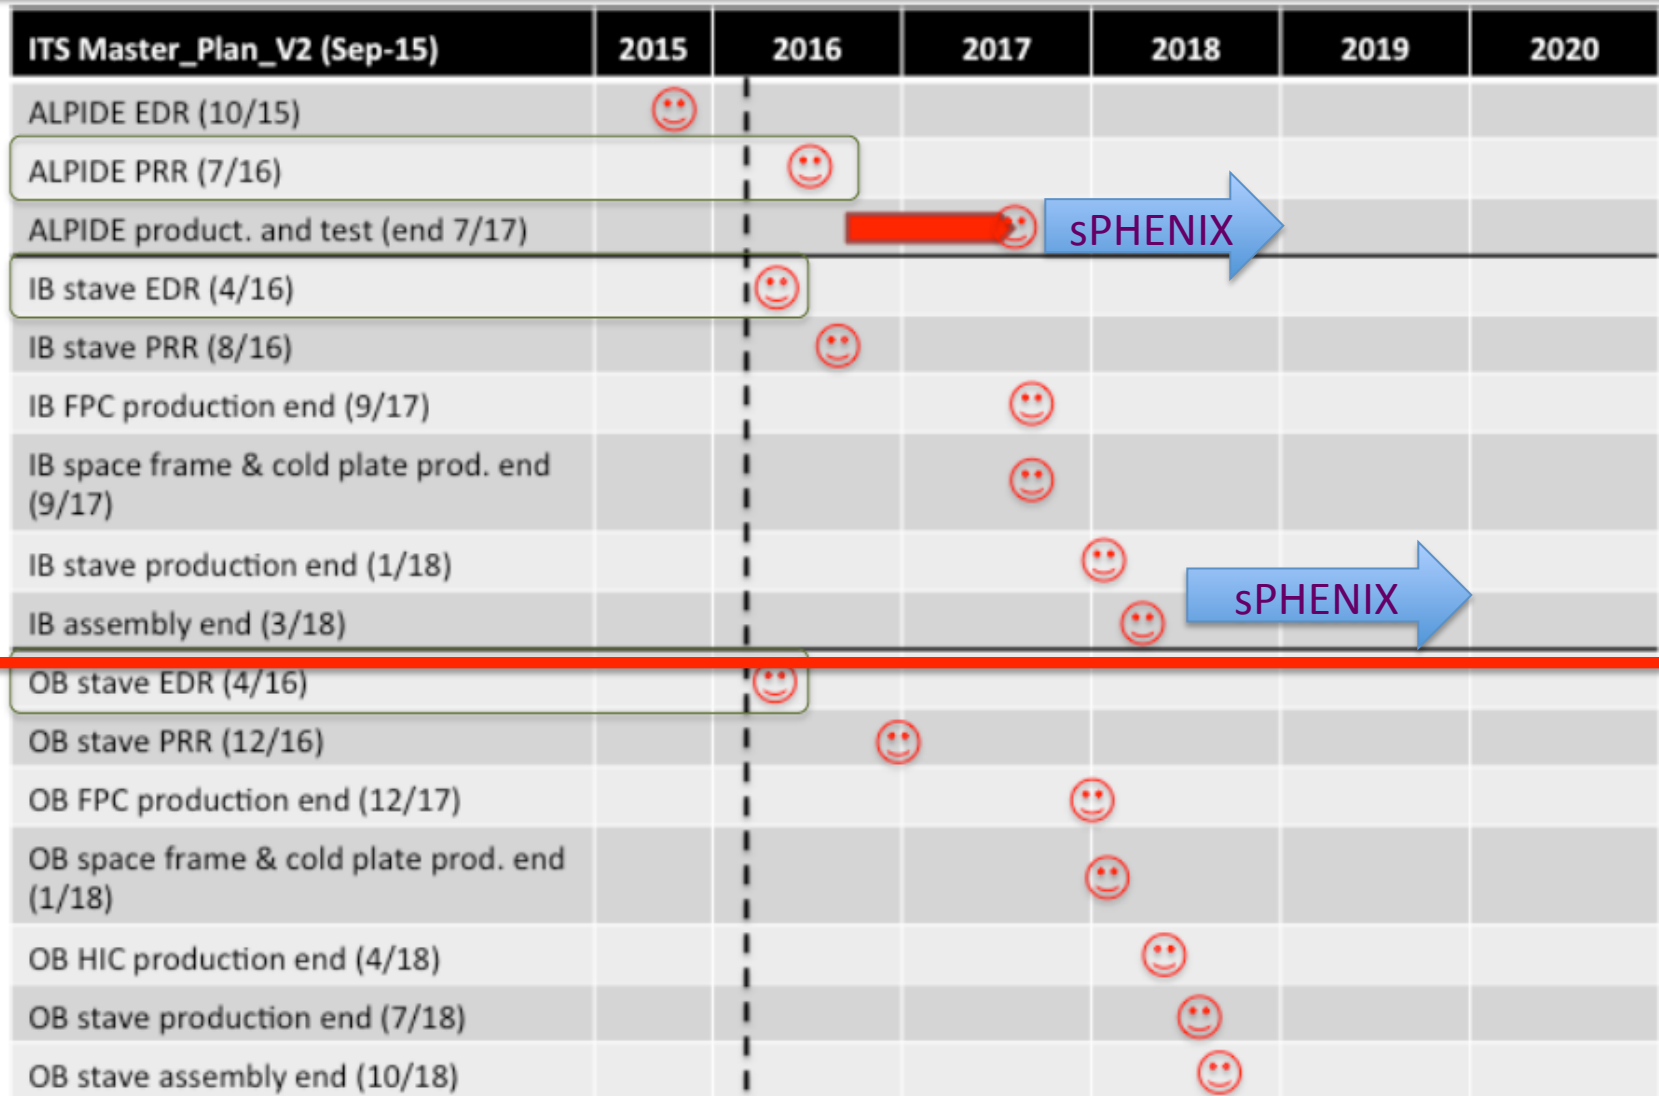 ITS Master_Plan_V2 (Sep-15) 2015 2016 2017 2018 2019 2020
ALPIDE EDR (10/15)
ALPIDE PRR (7/16)
ALPIDE product. and test (end 7/17) sPHENIX
IB stave EDR (4/16)
IB stave PRR (8/16)
IB FPC production end (9/17)
IB space frame & cold plate prod. end
(9/17)
IB stave production end (1/18)
sPHENIX
IB assembly end (3/18)
OB stave EDR (4/16)
OB stave PRR (12/16)
OB FPC production end (12/17)
OB space frame & cold plate prod. end
(1/18)
OB HIC production end (4/18)
OB stave production end (7/18)
OB stave assembly end (10/18)